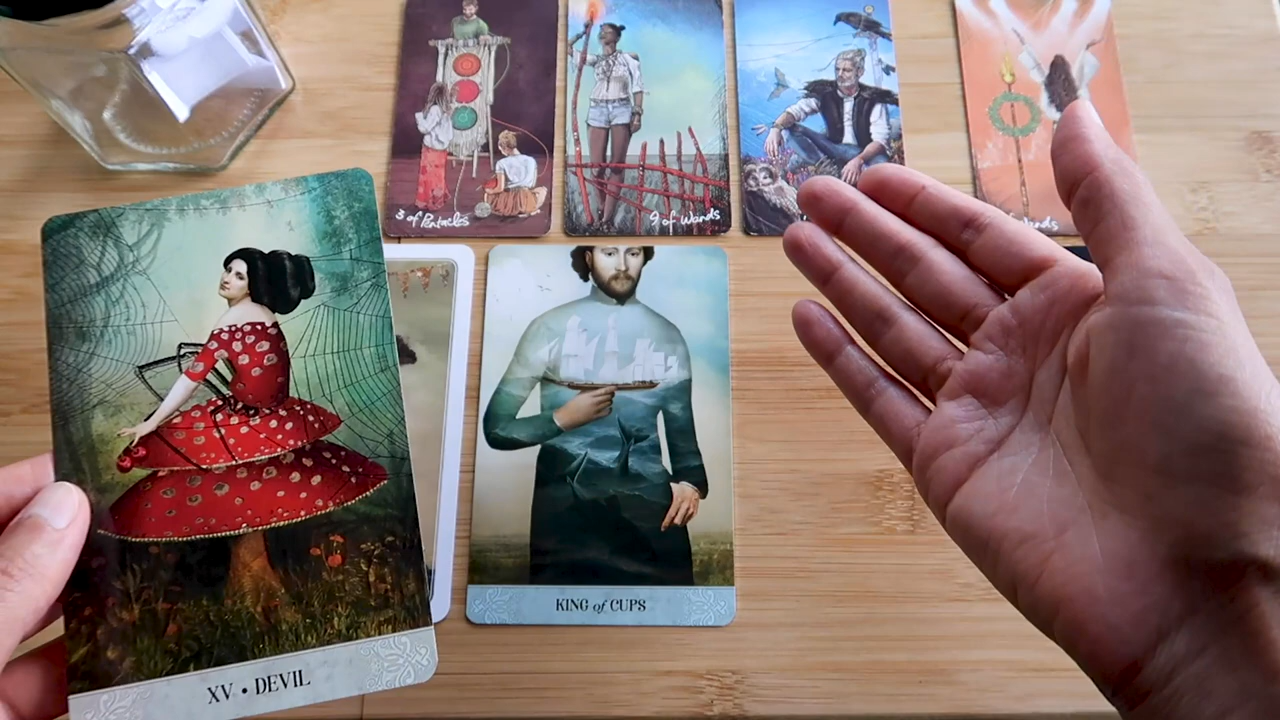 3 of Pentacles
9 of Wands
KING of CUPS
XV • DEVIL